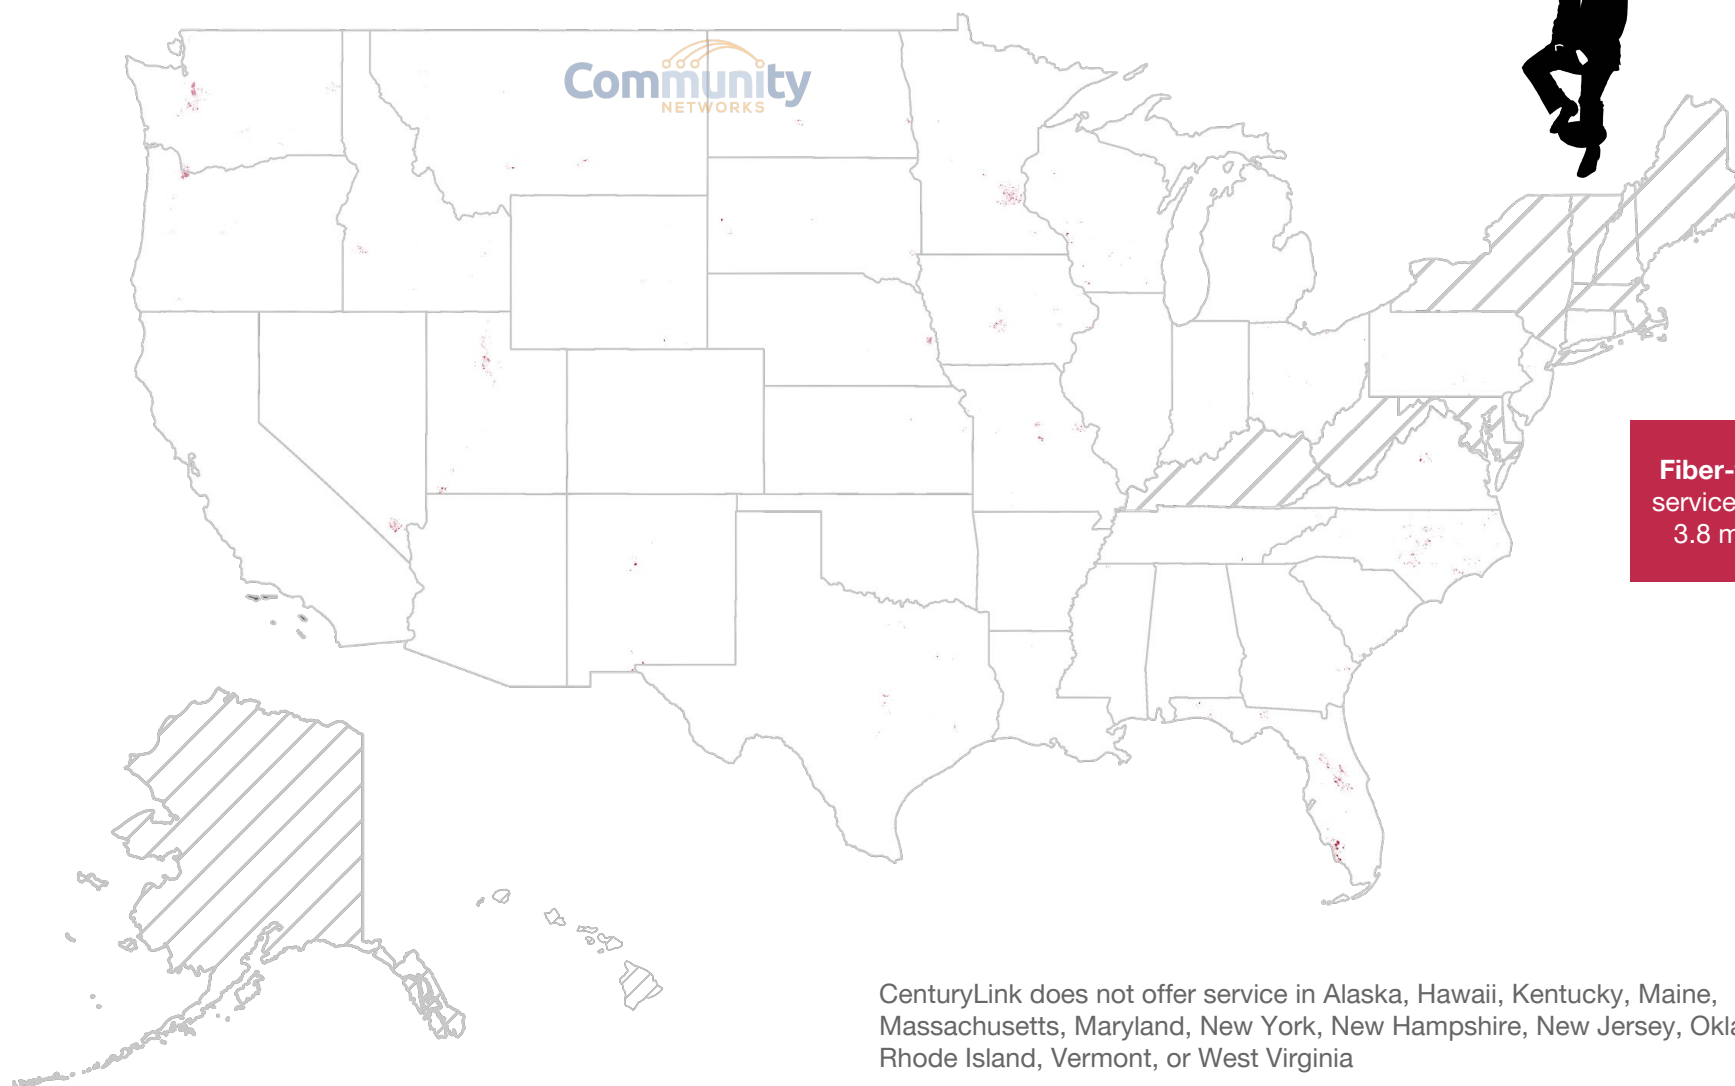 Community
NETWORKS
Fiber-
service
3.8 m
CenturyLink does not offer service in Alaska, Hawaii, Kentucky, Maine,
Massachusetts, Maryland, New York, New Hampshire, New Jersey, Okla
Rhode Island, Vermont, or West Virginia